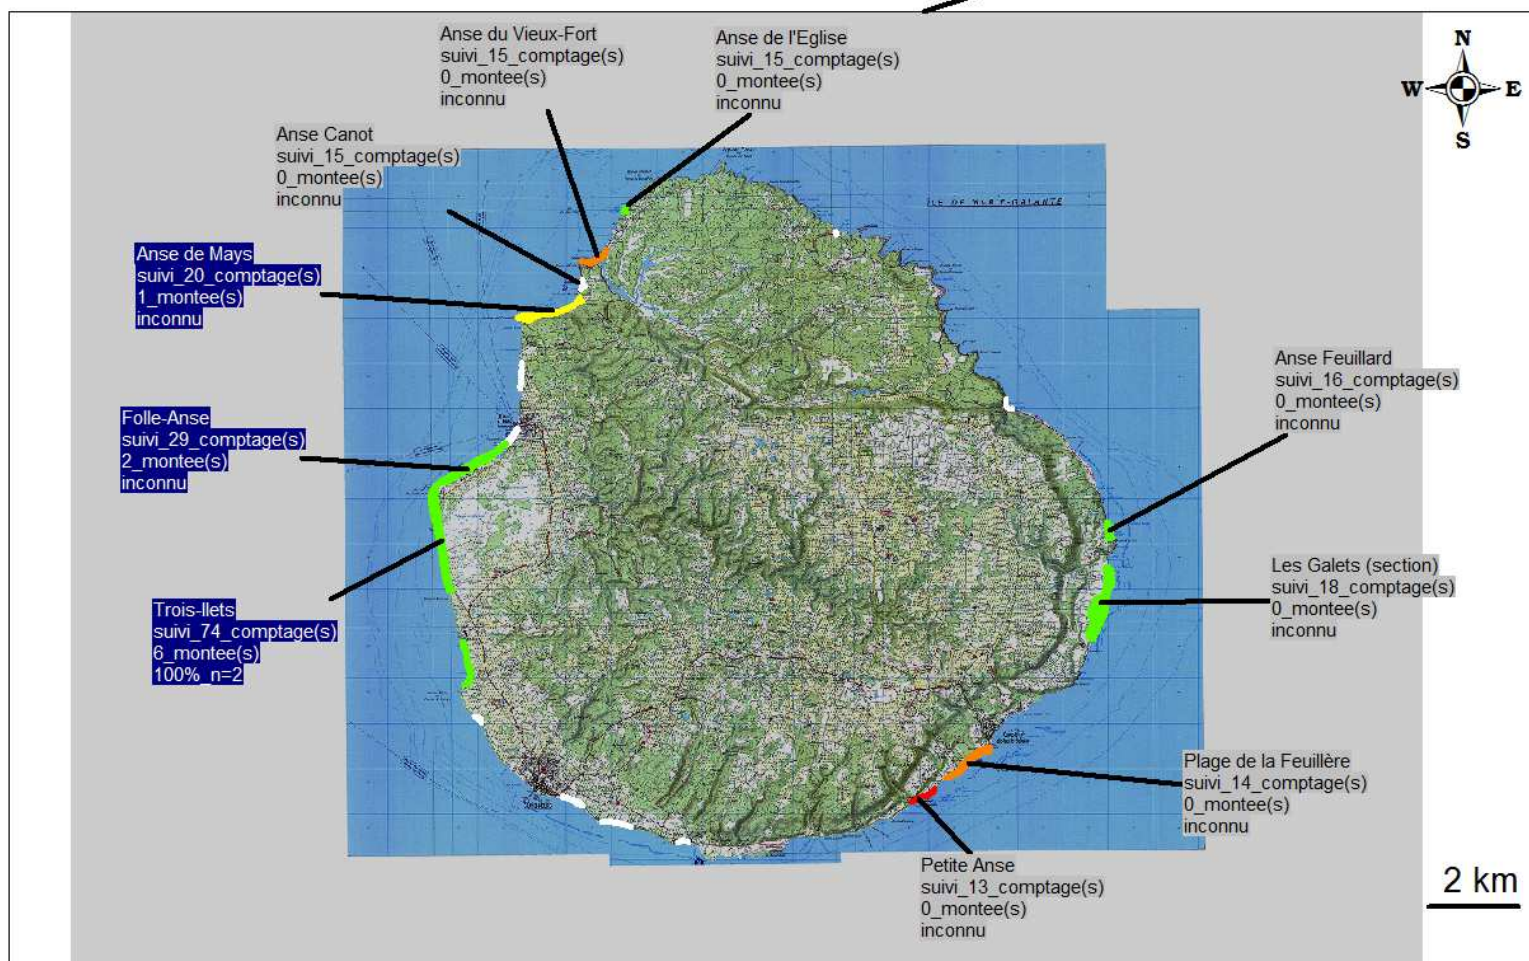 Anse du Vieux-Fort
suivi_15_comptage(s)
0_montee(s)
inconnu
Anse de l'Eglise
suivi_15_comptage(s)
0_montee(s)
inconnu
N
W
E
S
Anse Canot
suivi_15_comptage(s)
0_montee(s)
inconnu
Anse de Mays
suivi_20_comptage(s)
1_montee(s)
inconnu
Anse Feuillard
suivi_16_comptage(s)
0_montee(s)
inconnu
Folle-Anse
suivi_29_comptage(s)
2_montee(s)
inconnu
Les Galets (section)
suivi_18_comptage(s)
0_montee(s)
inconnu
Trois-Ilets
suivi_74_comptage(s)
6_montee(s)
100%_n=2
Plage de la Feuillère
suivi_14_comptage(s)
0_montee(s)
inconnu
Petite Anse
suivi_13_comptage(s)
0_montee(s)
inconnu
2 km